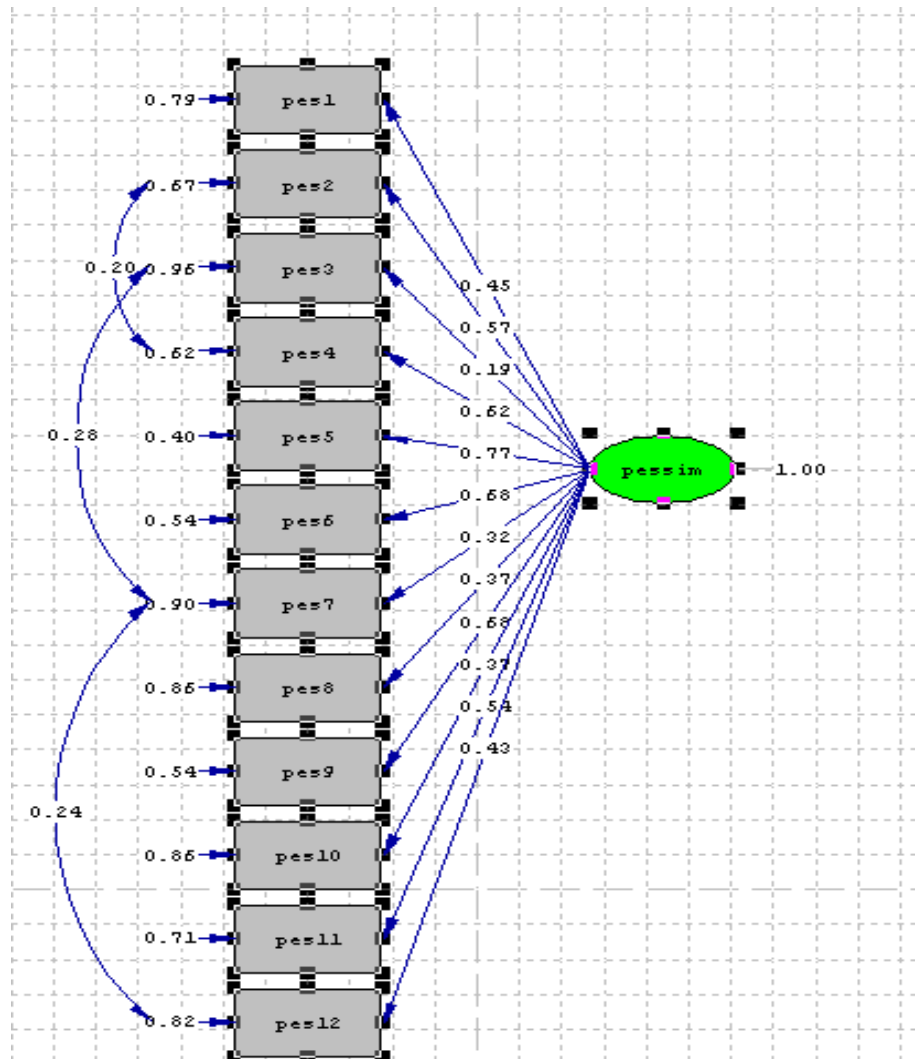 0.79 pes1
0.67 pes2
0.20 0.96 pes3
0.45
0.57
0.62 pes4
0.19
0.62
0.28 0.40 pes5
0.77
pessim 1.00
0.68
0.54 pes6
0.32
0.37
0.90 pes7
0.68
0.37
0.86 pes8
0.54
0.43
0.54 pes9
0.24
0.86 pes10
0.71 pes11
0.82 pes12